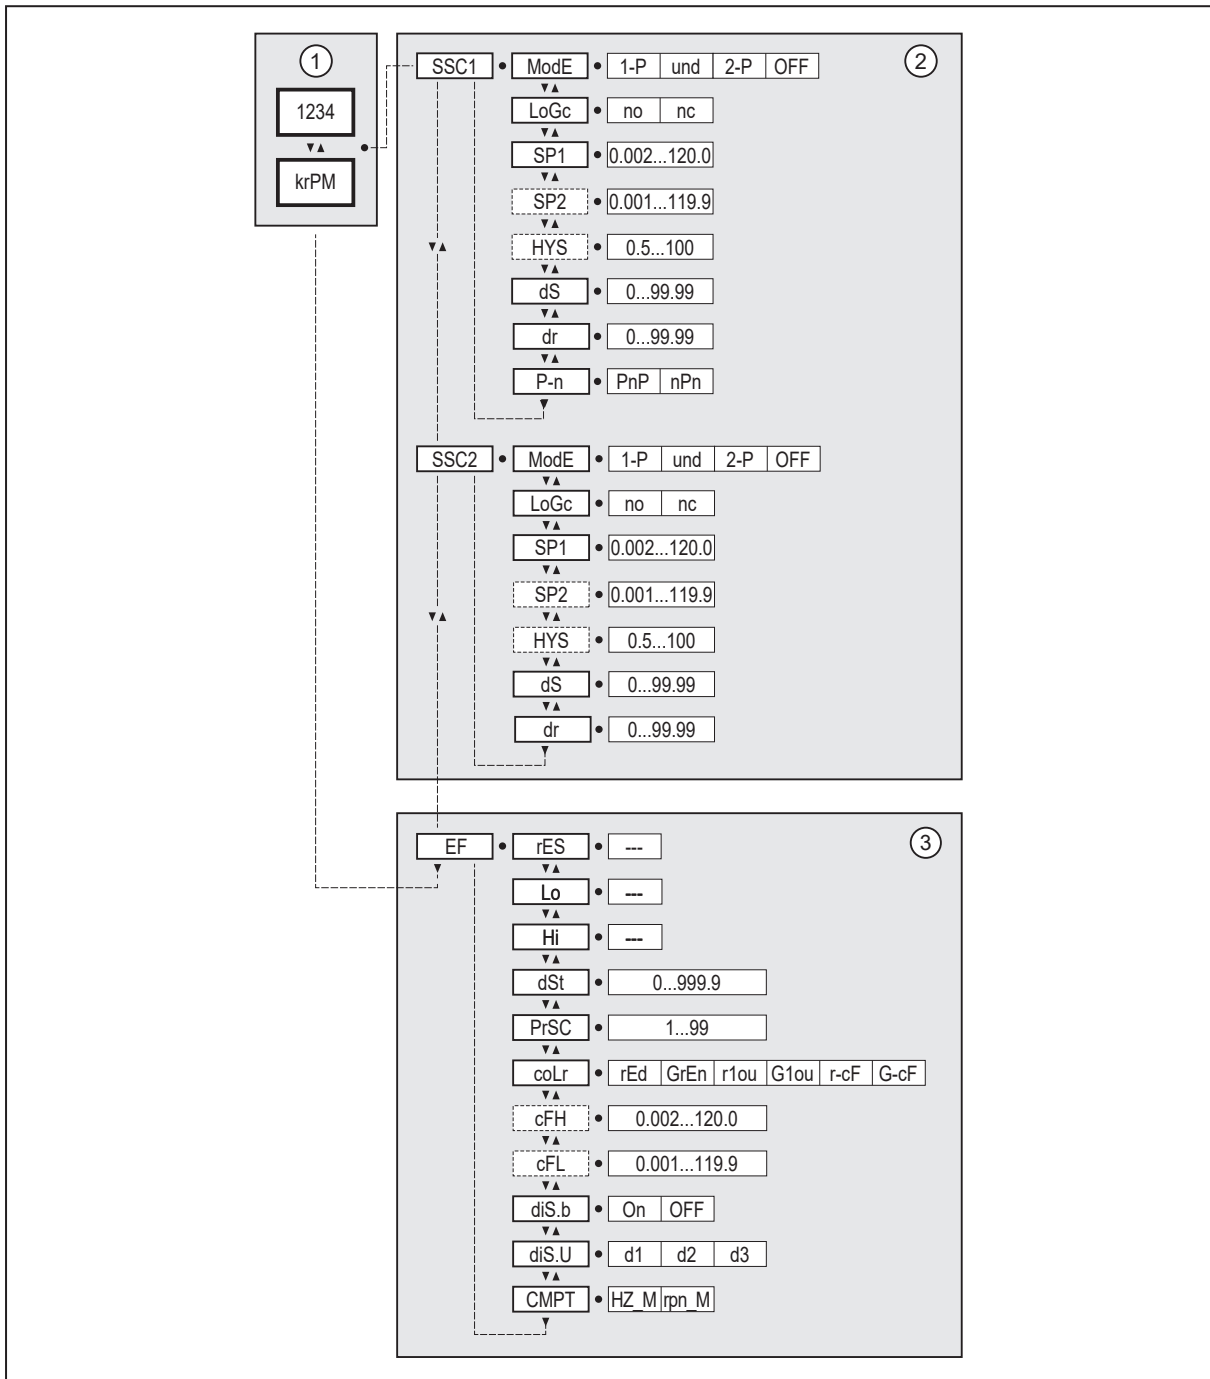 1
1234
krPM
2
SSC1 ModE 1-P und 2-P OFF
LoGc no nc
SP1 0.002...120.0
SP2 0.001...119.9
HYS 0.5...100
dS 0...99.99
dr 0...99.99
P-n PnP nPn
SSC2 ModE 1-P und 2-P OFF
LoGc no nc
SP1 0.002...120.0
SP2 0.001...119.9
HYS 0.5...100
dS 0...99.99
dr 0...99.99
3
EF rES ---
Lo ---
Hi ---
dSt 0...999.9
PrSC 1...99
coLr rEd GrEn r1ou G1ou r-cF G-cF
cFH 0.002...120.0
cFL 0.001...119.9
diS.b On OFF
diS.U d1 d2 d3
CMPT HZ_M rpn_M